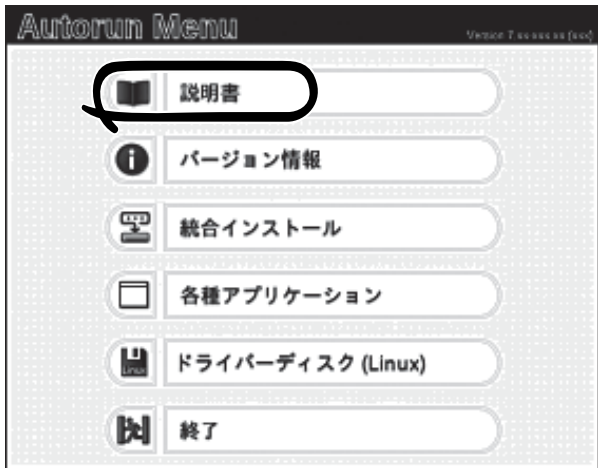 Autorun Menu
説明書
バージョン情報
統合インストール
各種アプリケーション
ドライバーディスク (Linux)
終了